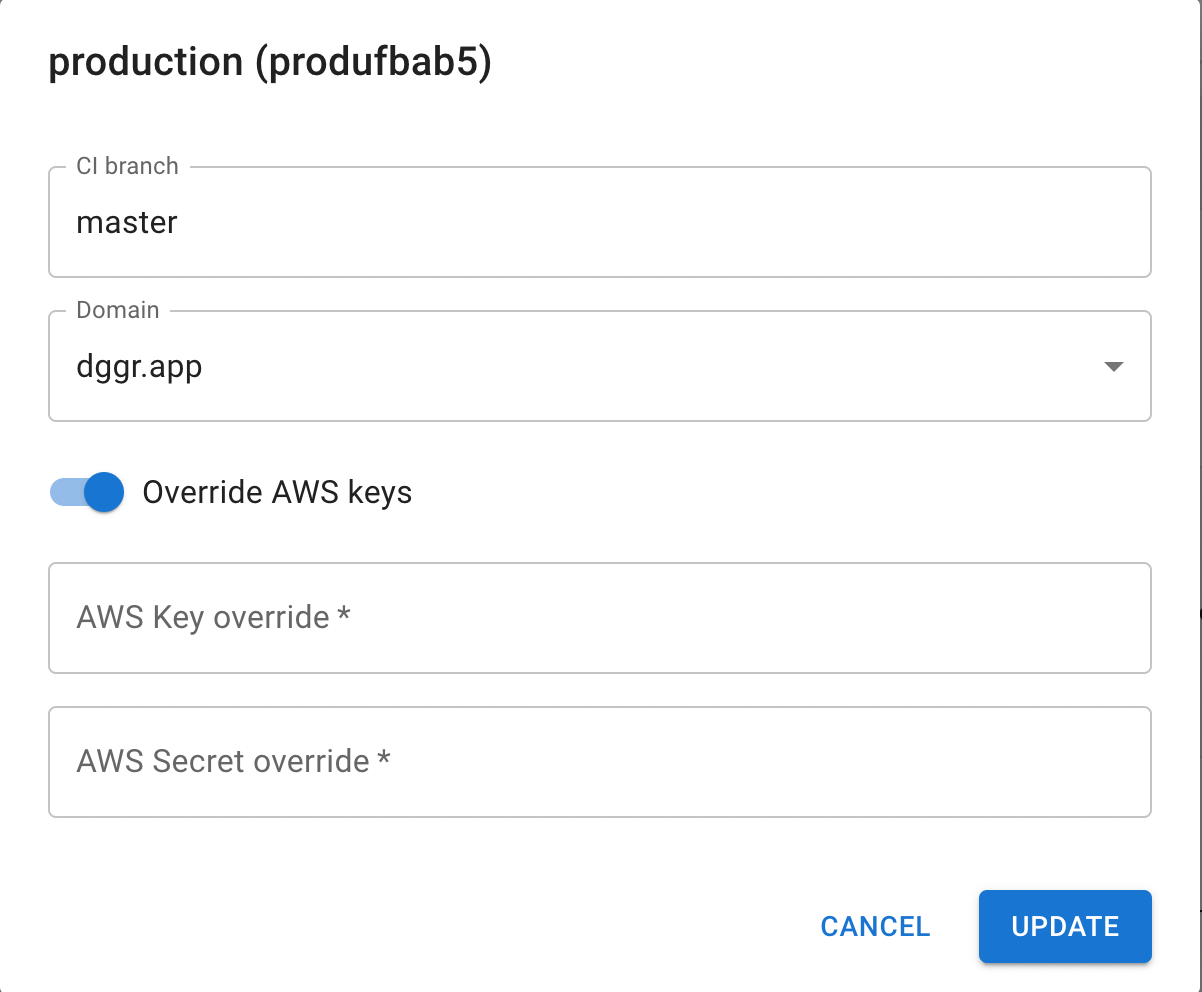 production (produfbab5)
CI branch
master
Domain
dggr.app
Override AWS keys
AWS Key override *
AWS Secret override *
CANCEL
UPDATE